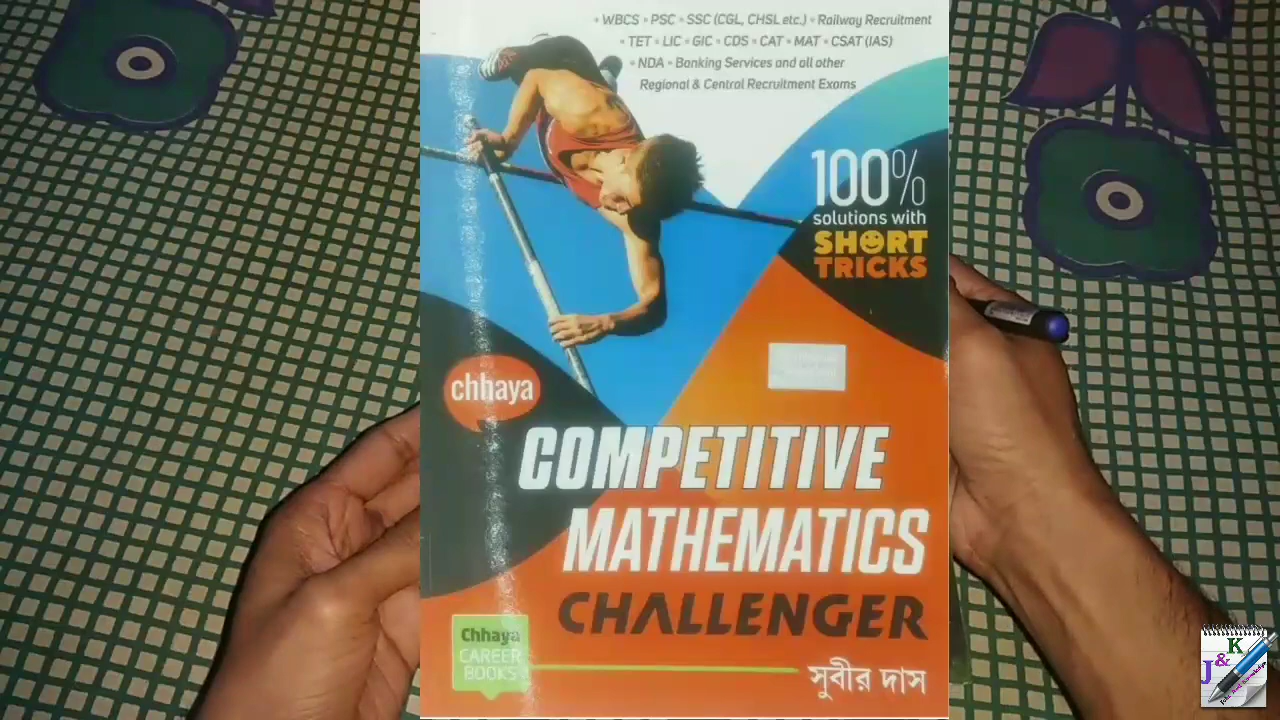 • WBCS • PSC • SSC (CGL, CHSL etc.) • Railway Recruitment
• TET • LIC • GIC • CDS • CAT • MAT • CSAT (IAS)
• NDA • Banking Services and all other
Regional & Central Recruitment Exams
100%
solutions with
SHORT
TRICKS
chhaya
COMPETITIVE
MATHEMATICS
CHALLENGER
Chhaya
CAREER
BOOKS
সুবীর দাস
J&K